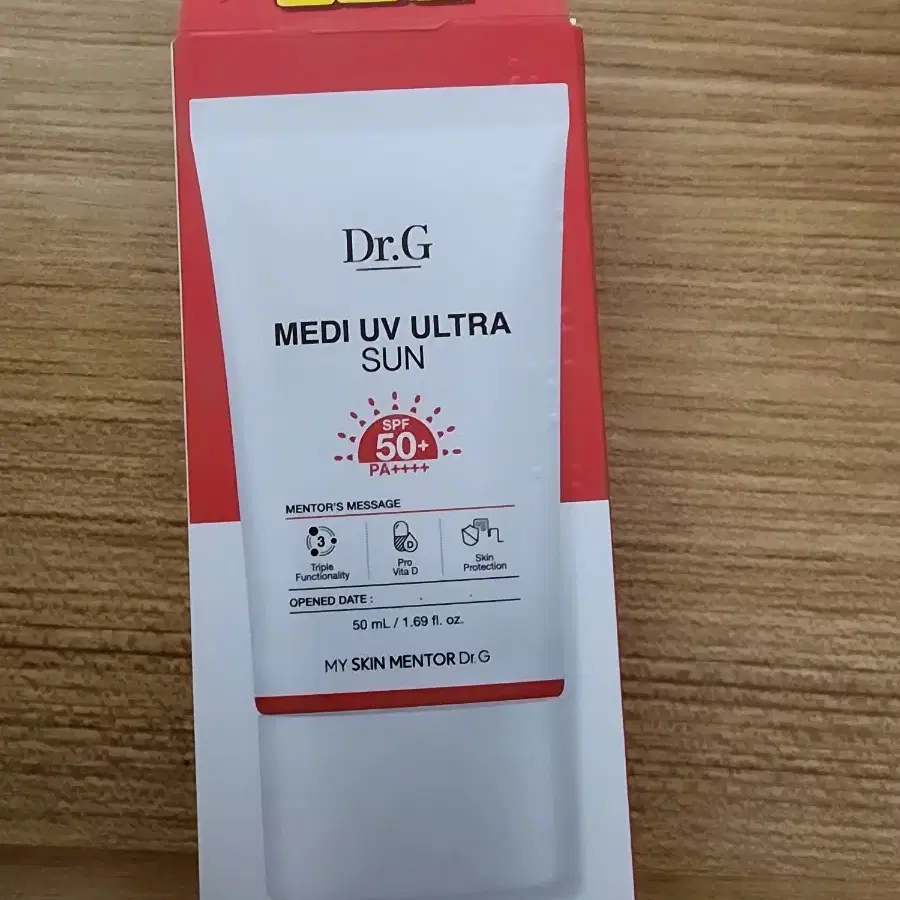 Dr.G
MEDI UV ULTRA
SUN
SPF
50+
PA++++
MENTOR'S MESSAGE
3
Triple
Functionality
D
Pro
Vita D
Skin
Protection
OPENED DATE : . .
50 mL / 1.69 fl. oz.
MY SKIN MENTOR Dr.G